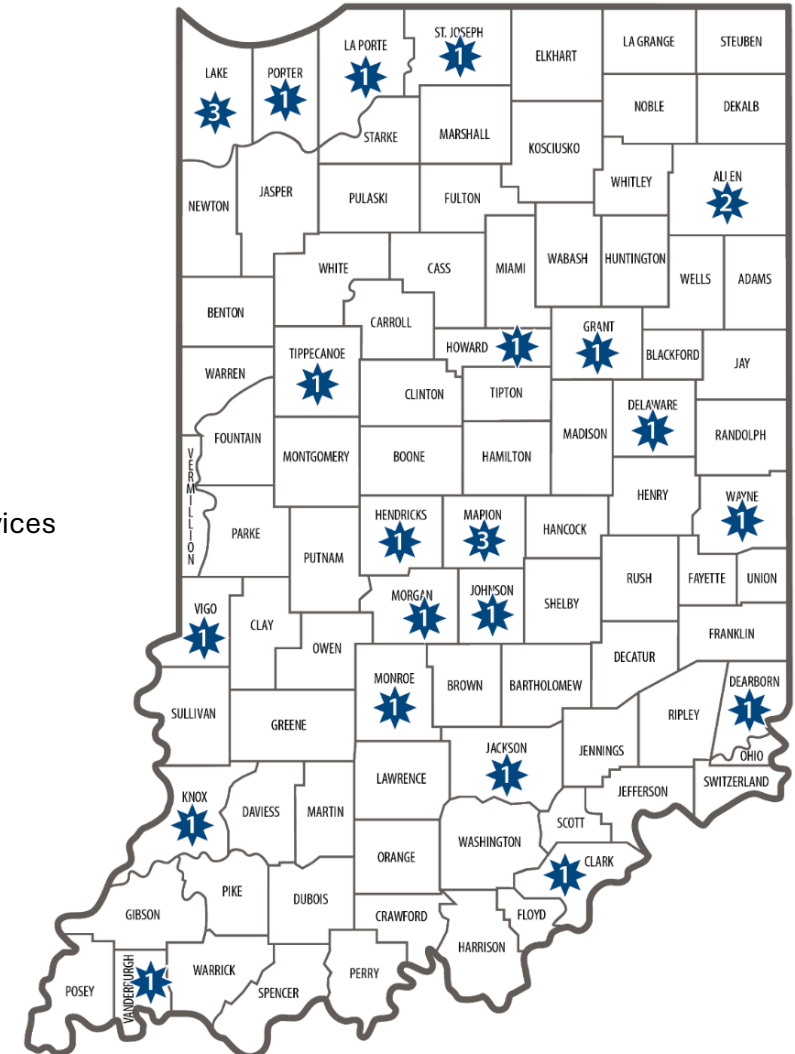 ST. JOSEPH
LA PORTE
LAKE
PORTER
ELKHART
LA GRANGE
STEUBEN
1
1
1
3
NOBLE
DEKALB
STARKE
MARSHALL
KOSCIUSKO
WHITLEY
ALLEN
2
NEWTON
JASPER
PULASKI
FULTON
WHITE
CASS
MIAMI
WABASH
HUNTINGTON
WELLS
ADAMS
BENTON
CARROLL
HOWARD
1
GRANT
1
BLACKFORD
JAY
WARREN
TIPPECANOE
1
CLINTON
TIPTON
DELAWARE
1
FOUNTAIN
MONTGOMERY
BOONE
HAMILTON
MADISON
RANDOLPH
VERMILLION
HENRY
WAYNE
1
vices
PARKE
PUTNAM
HENDRICKS
1
MARION
3
HANCOCK
RUSH
FAYETTE
UNION
VIGO
1
CLAY
OWEN
MORGAN
1
JOHNSON
1
SHELBY
FRANKLIN
DECATUR
MONROE
1
BROWN
BARTHOLOMEW
DEARBORN
1
SULLIVAN
GREENE
RIPLEY
OHIO
JACKSON
1
JENNINGS
SWITZERLAND
LAWRENCE
JEFFERSON
KNOX
1
DAVIESS
MARTIN
SCOTT
ORANGE
WASHINGTON
CLARK
1
PIKE
DUBOIS
GIBSON
CRAWFORD
FLOYD
HARRISON
POSEY
VANDERBURGH
1
WARRICK
SPENCER
PERRY